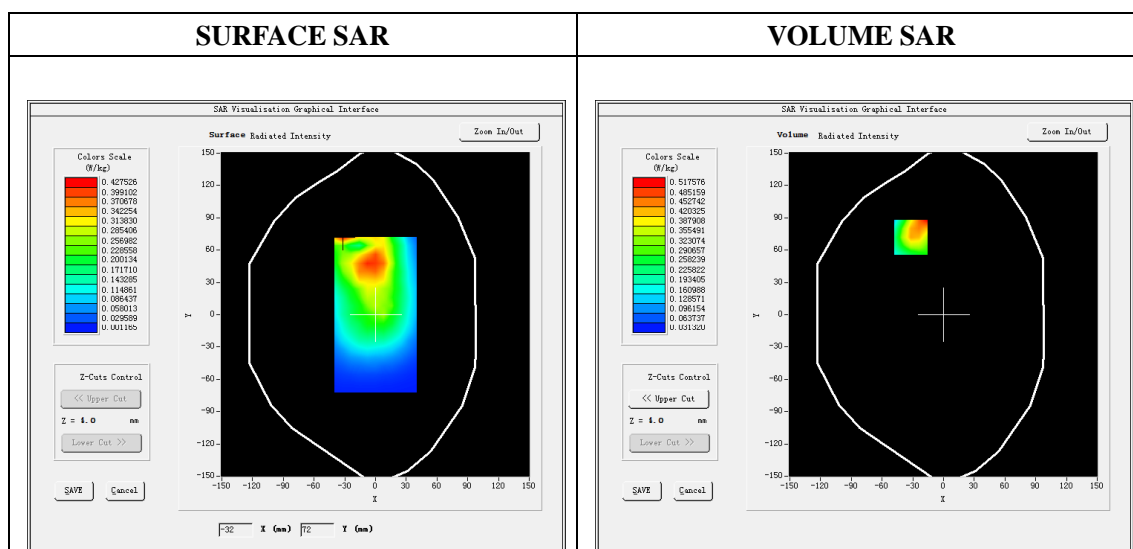 SURFACE SAR
VOLUME SAR
SAR Visualisation Graphical Interface
Surface Radiated Intensity
Zoom In/Out
Colors Scale
(W/kg)
0.427526
0.399102
0.370678
0.342254
0.313830
0.285406
0.256982
0.228558
0.200134
0.171710
0.143285
0.114861
0.086437
0.058013
0.029589
0.001165
150
120
90
60
30
0
-30
-60
-90
-120
-150
Y
-150 -120 -90 -60 -30 0 30 60 90 120 150
X
Z-Cuts Control
<< Upper Cut
Z = 4.0 mm
Lower Cut >>
SAVE Cancel
-32 X (mm) 72 Y (mm)
SAR Visualisation Graphical Interface
Volume Radiated Intensity
Zoom In/Out
Colors Scale
(W/kg)
0.517576
0.485159
0.452742
0.420325
0.387908
0.355491
0.323074
0.290657
0.258239
0.225822
0.193405
0.160988
0.128571
0.096154
0.063737
0.031320
150
120
90
60
30
0
-30
-60
-90
-120
-150
Y
-150 -120 -90 -60 -30 0 30 60 90 120 150
X
Z-Cuts Control
<< Upper Cut
Z = 4.0 mm
Lower Cut >>
SAVE Cancel